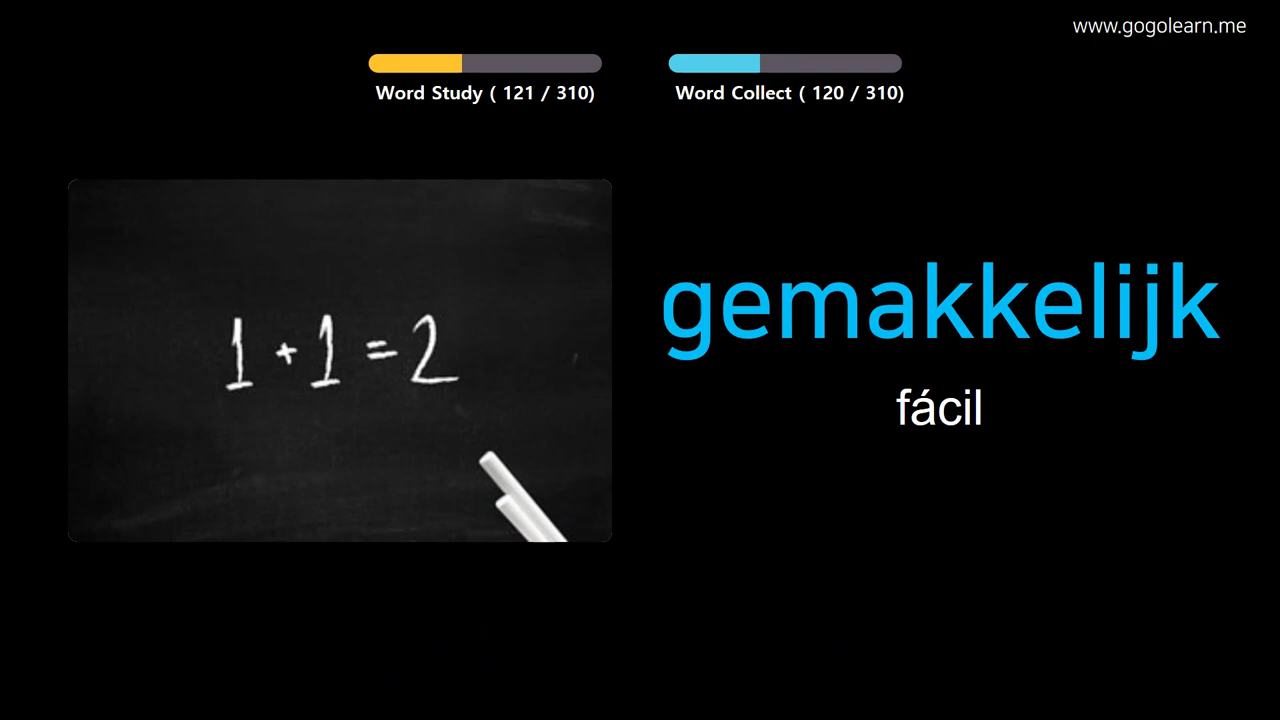 www.gogolearn.me
Word Study ( 121 / 310)
Word Collect ( 120 / 310)
1 + 1 = 2
gemakkelijk
fácil